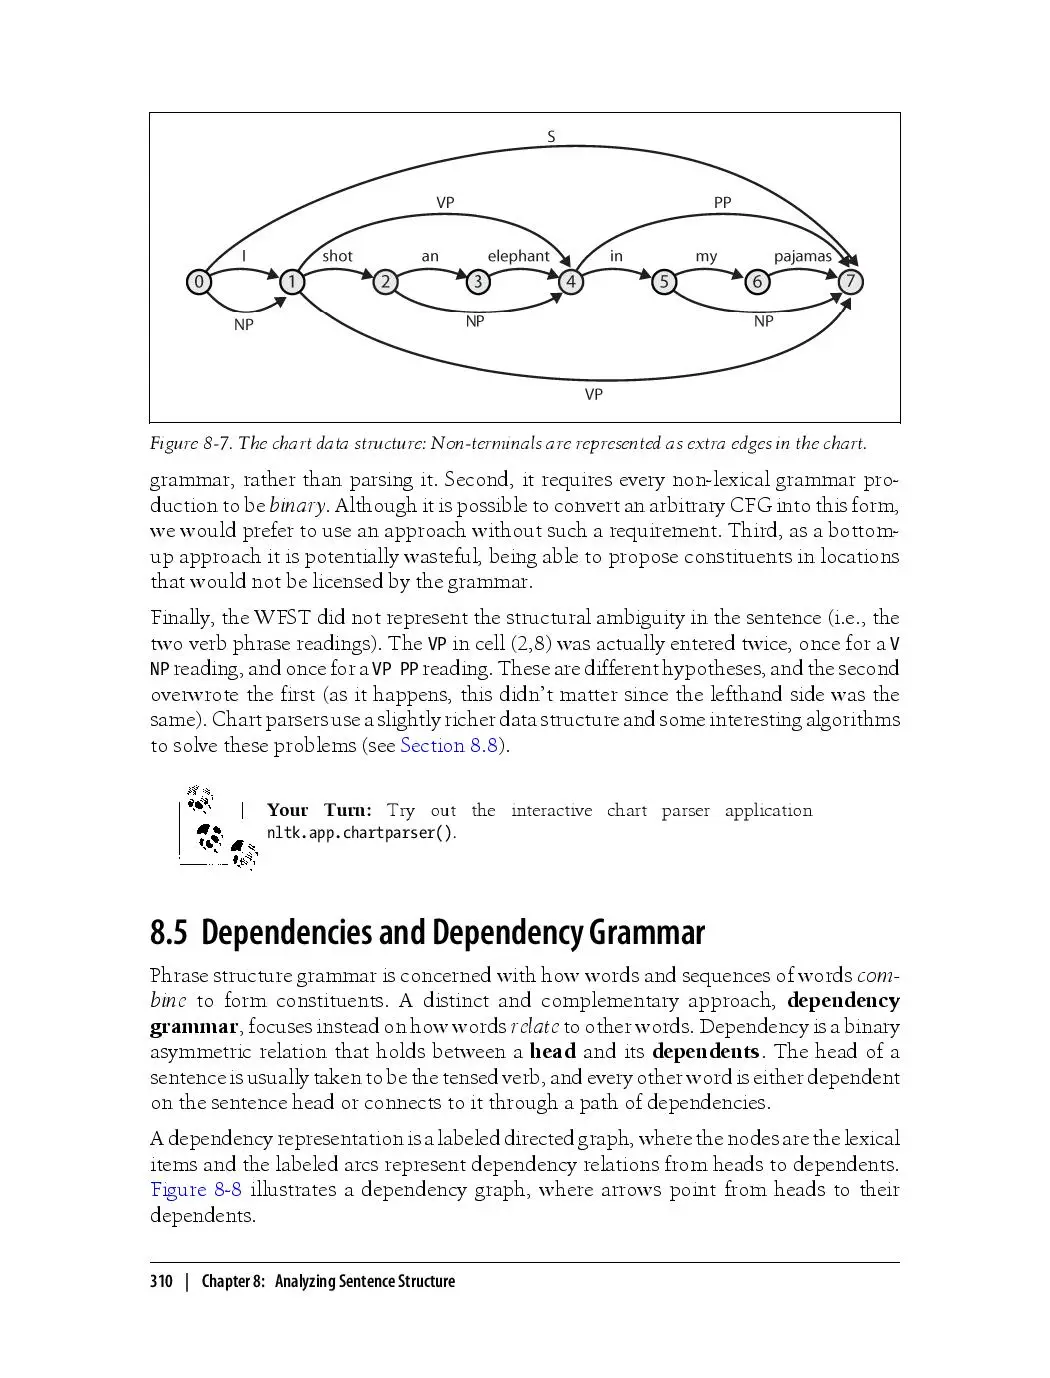 S
VP PP
I shot an elephant in my pajamas
0 1 2 3 4 5 6 7
NP NP NP
VP
Figure 8-7. The chart data structure: Non-terminals are represented as extra edges in the chart.
grammar, rather than parsing it. Second, it requires every non-lexical grammar pro-
duction to be binary. Although it is possible to convert an arbitrary CFG into this form,
we would prefer to use an approach without such a requirement. Third, as a bottom-
up approach it is potentially wasteful, being able to propose constituents in locations
that would not be licensed by the grammar.
Finally, the WFST did not represent the structural ambiguity in the sentence (i.e., the
two verb phrase readings). The VP in cell (2,8) was actually entered twice, once for a V
NP reading, and once for a VP PP reading. These are different hypotheses, and the second
overwrote the first (as it happens, this didn’t matter since the lefthand side was the
same). Chart parsers use a slightly richer data structure and some interesting algorithms
to solve these problems (see Section 8.8).
Your Turn: Try out the interactive chart parser application
nltk.app.chartparser().
8.5 Dependencies and Dependency Grammar
Phrase structure grammar is concerned with how words and sequences of words com-
bine to form constituents. A distinct and complementary approach, dependency
grammar, focuses instead on how words relate to other words. Dependency is a binary
asymmetric relation that holds between a head and its dependents. The head of a
sentence is usually taken to be the tensed verb, and every other word is either dependent
on the sentence head or connects to it through a path of dependencies.
A dependency representation is a labeled directed graph, where the nodes are the lexical
items and the labeled arcs represent dependency relations from heads to dependents.
Figure 8-8 illustrates a dependency graph, where arrows point from heads to their
dependents.
310 | Chapter 8: Analyzing Sentence Structure